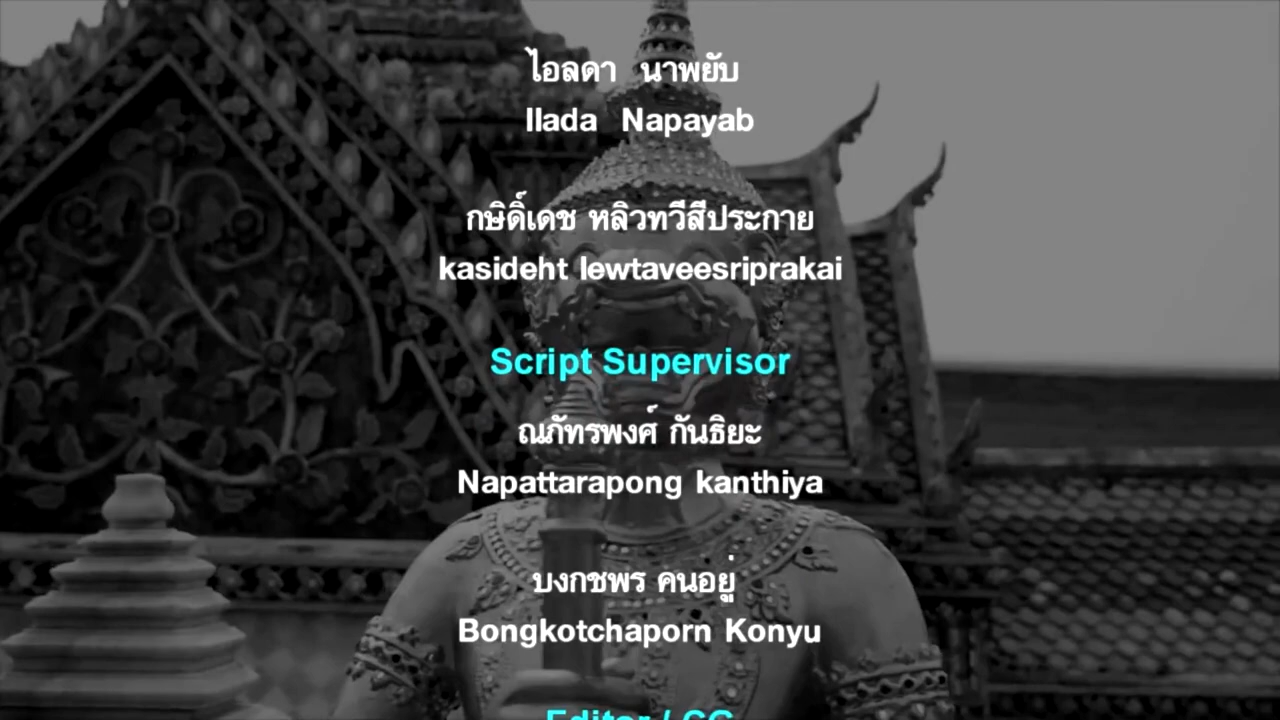 ไอลดา นาพยับ
Ilada Napayab
กษิดิ์เดช หลิวทวีสีประกาย
kasideht lewtaveesriprakai
Script Supervisor
ณภัทรพงศ์ กันธิยะ
Napattarapong kanthiya
บงกชพร คนอยู่
Bongkotchaporn Konyu
Editor / CG